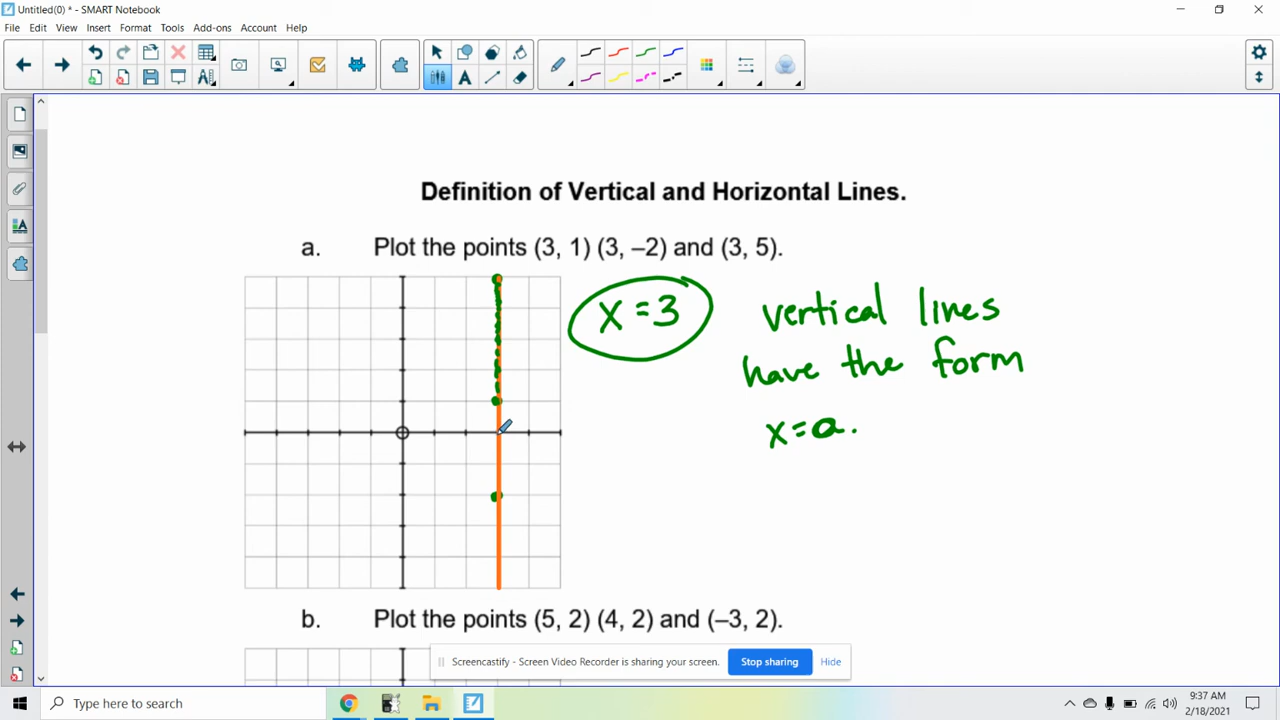 Untitled(0) * - SMART Notebook
File Edit View Insert Format Tools Add-ons Account Help
Definition of Vertical and Horizontal Lines.
a. Plot the points (3, 1) (3, –2) and (3, 5).
x=3
vertical lines
have the form
x=a.
b. Plot the points (5, 2) (4, 2) and (–3, 2).
Screencastify - Screen Video Recorder is sharing your screen. Stop sharing Hide
Type here to search
9:37 AM
2/18/2021